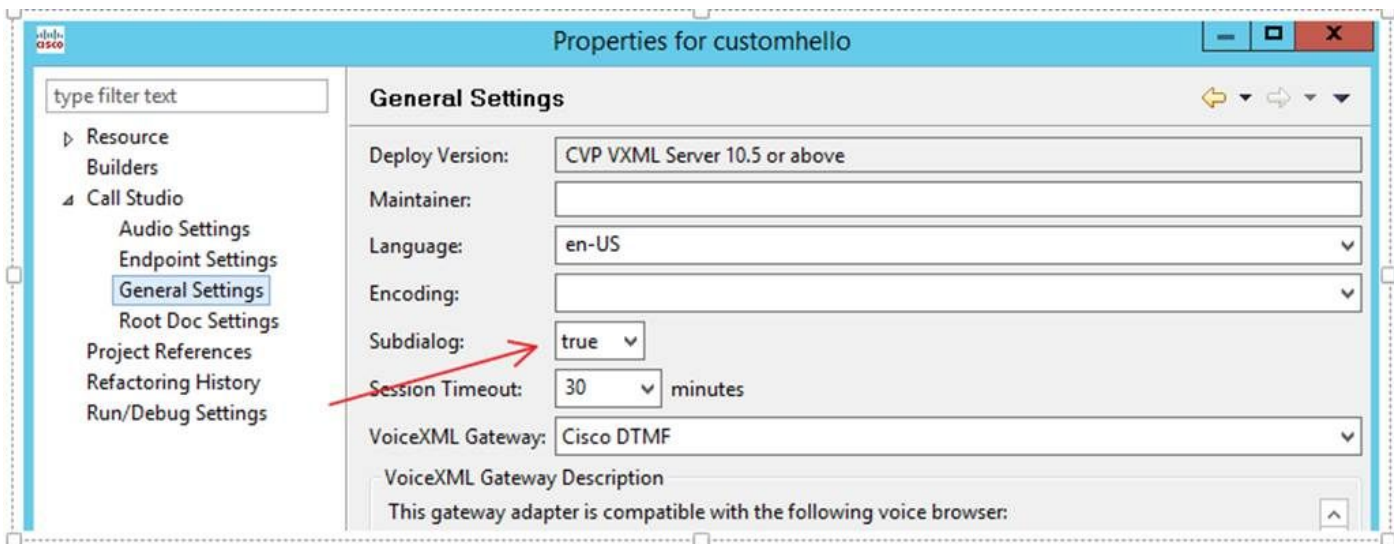 cisco
Properties for customhello
type filter text
Resource
Builders
Call Studio
Audio Settings
Endpoint Settings
General Settings
Root Doc Settings
Project References
Refactoring History
Run/Debug Settings
General Settings
Deploy Version: CVP VXML Server 10.5 or above
Maintainer:
Language: en-US
Encoding:
Subdialog: true
Session Timeout: 30 minutes
VoiceXML Gateway: Cisco DTMF
VoiceXML Gateway Description
This gateway adapter is compatible with the following voice browser: